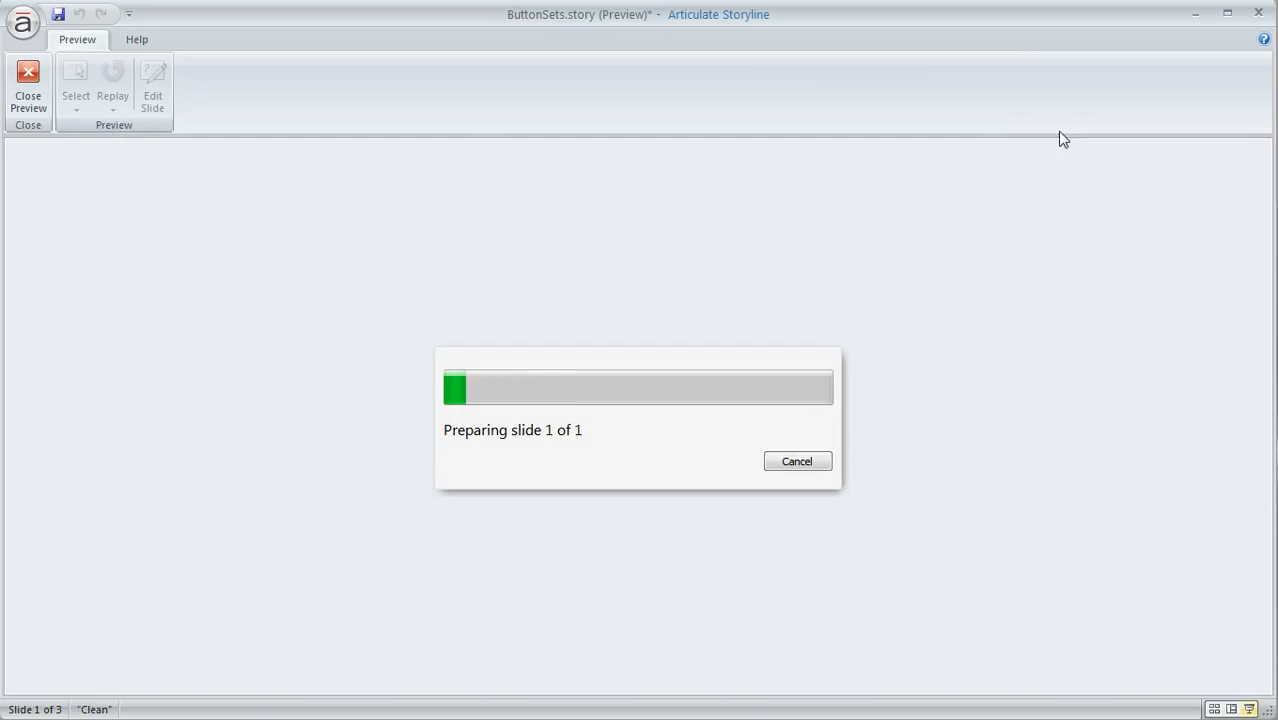 ButtonSets.story (Preview)* - Articulate Storyline
Preview Help
Close Preview
Select
Replay
Edit Slide
Close
Preview
Preparing slide 1 of 1
Cancel
Slide 1 of 3
"Clean"